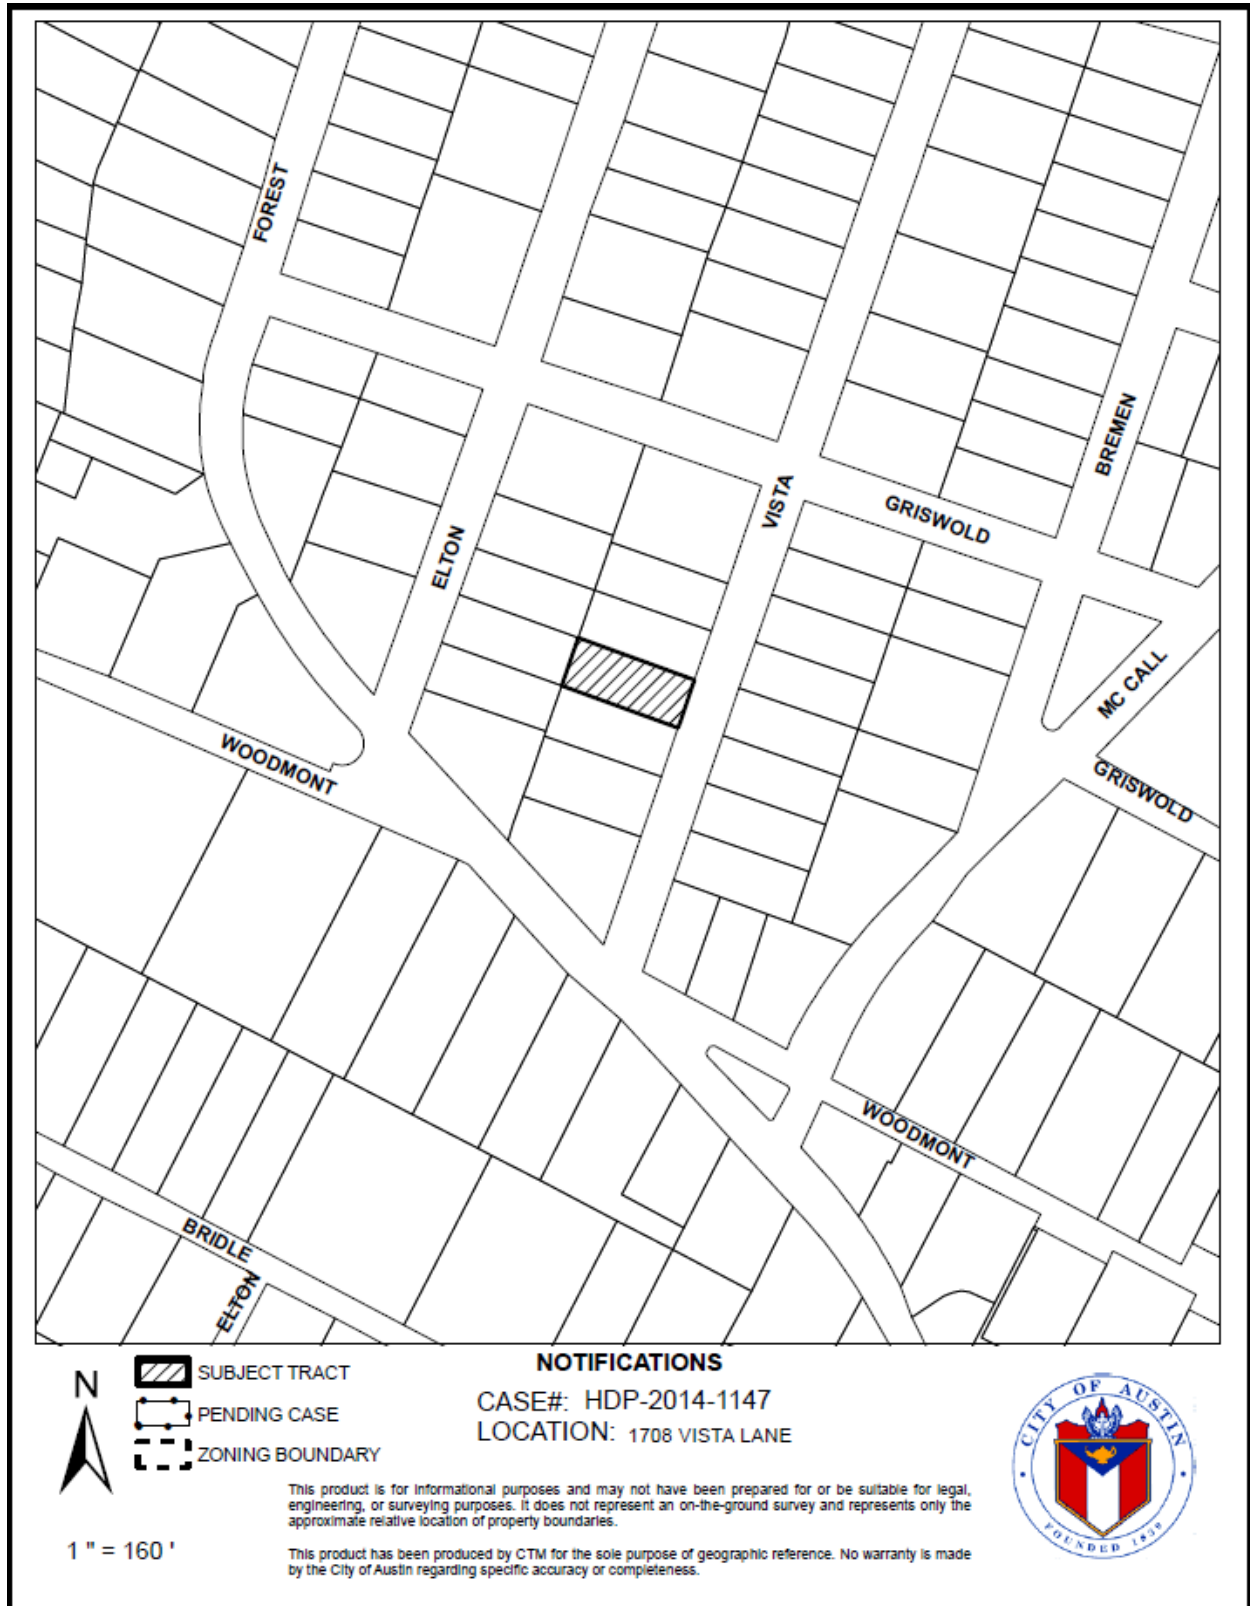 FOREST
BREMEN
VISTA
GRISWOLD
ELTON
MC CALL
WOODMONT
GRISWOLD
WOODMONT
BRIDLE
ELTON
NOTIFICATIONS
N
SUBJECT TRACT
CASE#: HDP-2014-1147
PENDING CASE
LOCATION: 1708 VISTA LANE
ZONING BOUNDARY
CITY OF AUSTIN
FOUNDED 1839
This product is for informational purposes and may not have been prepared for or be suitable for legal,
engineering, or surveying purposes. It does not represent an on-the-ground survey and represents only the
approximate relative location of property boundaries.
1 " = 160 '
This product has been produced by CTM for the sole purpose of geographic reference. No warranty is made
by the City of Austin regarding specific accuracy or completeness.